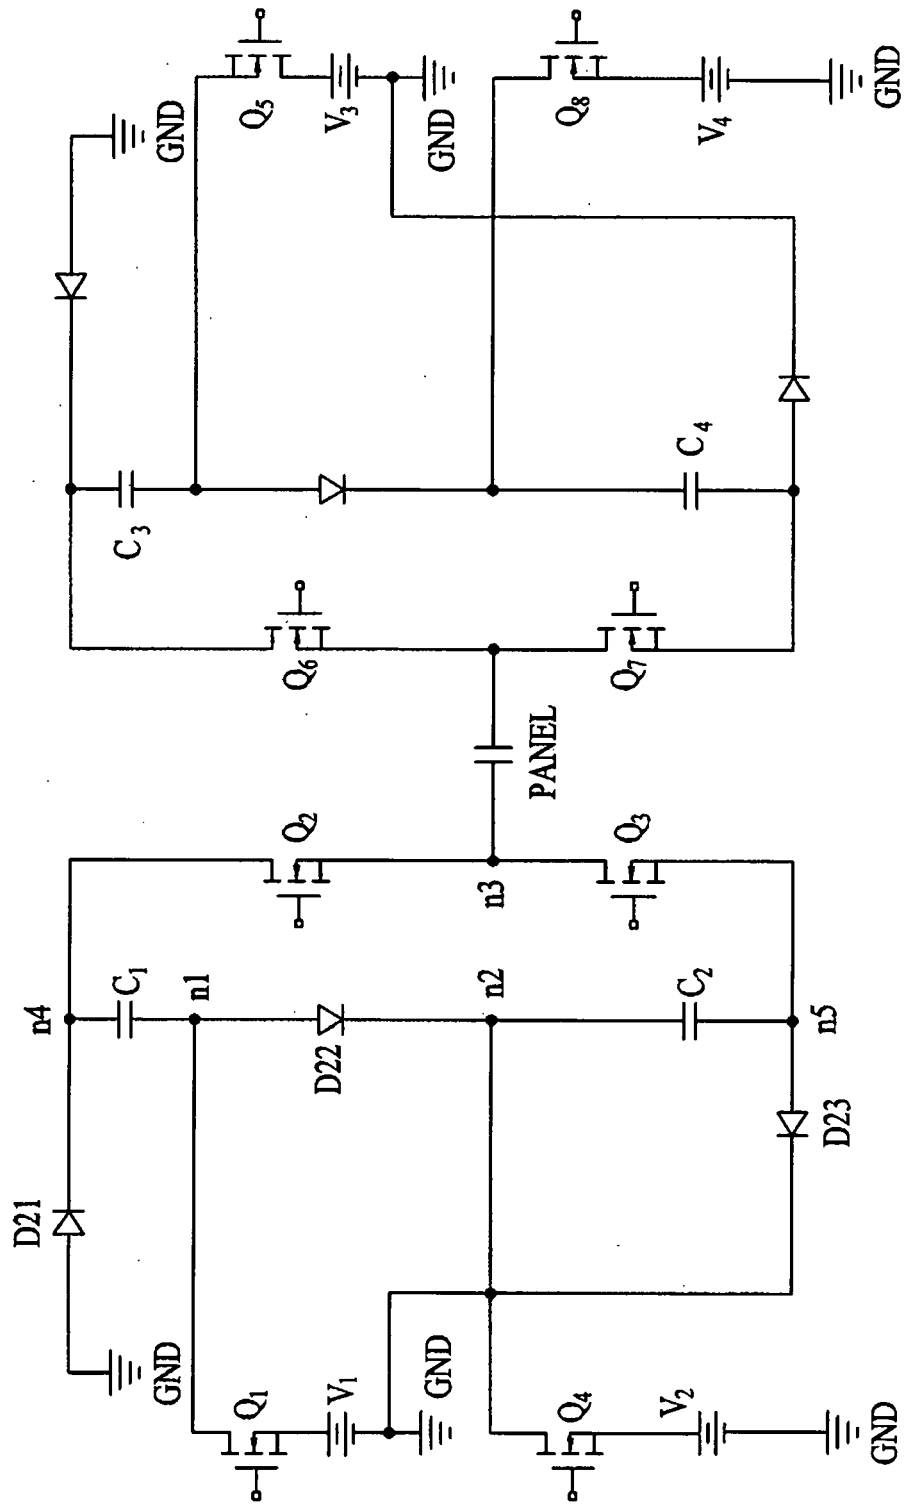 GND
Q5
V3
GND
Q8
V4
GND
C3
C4
Q6
Q7
PANEL
Q2
n3
Q3
n4
C1
n1
D22
n2
C2
n5
D21
D23
GND
Q1
V1
GND
Q4
V2
GND